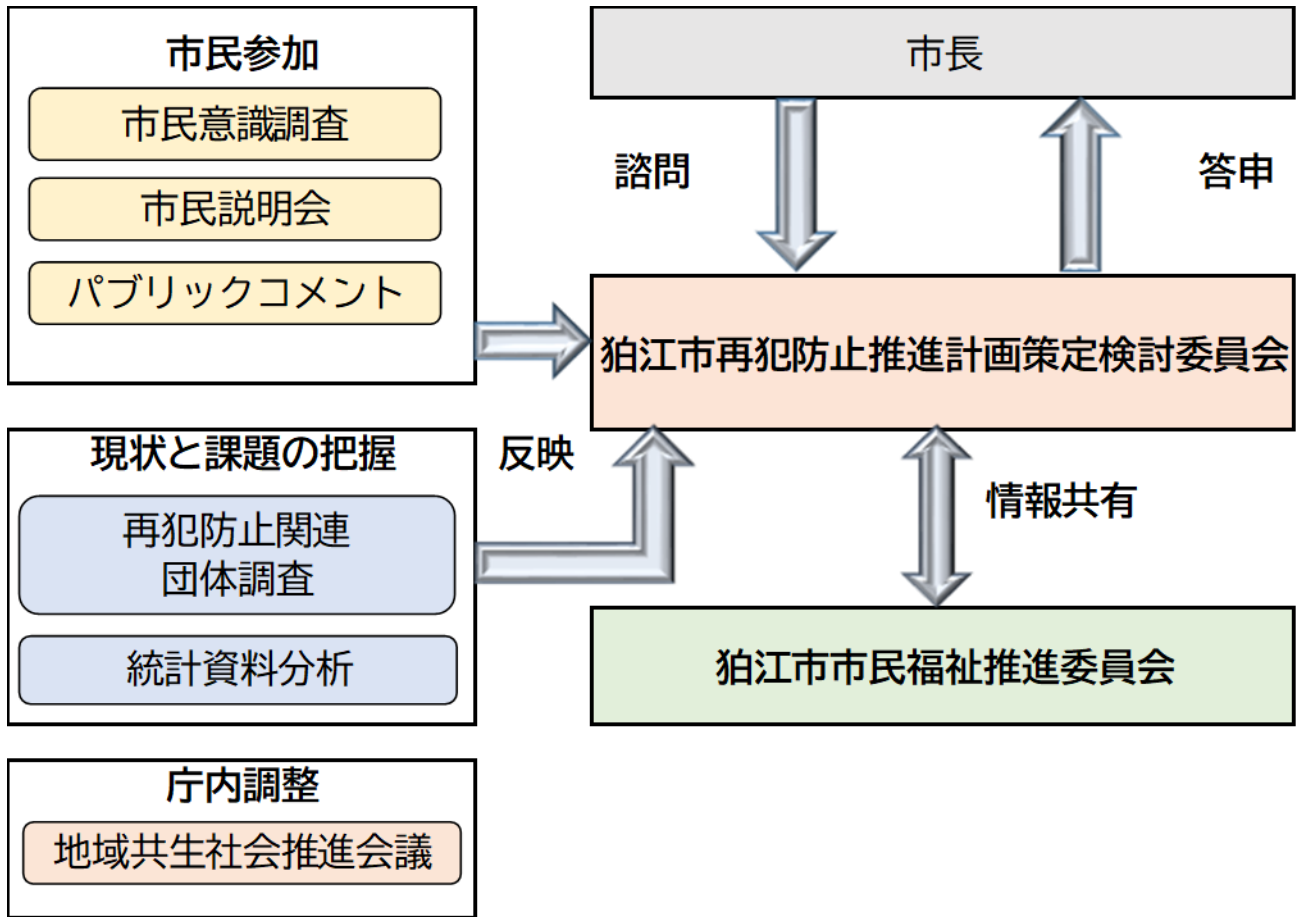 市民参加
市民意識調査
市民説明会
パブリックコメント
現状と課題の把握
再犯防止関連
団体調査
統計資料分析
庁内調整
地域共生社会推進会議
市長
諮問
答申
狛江市再犯防止推進計画策定検討委員会
反映
情報共有
狛江市市民福祉推進委員会